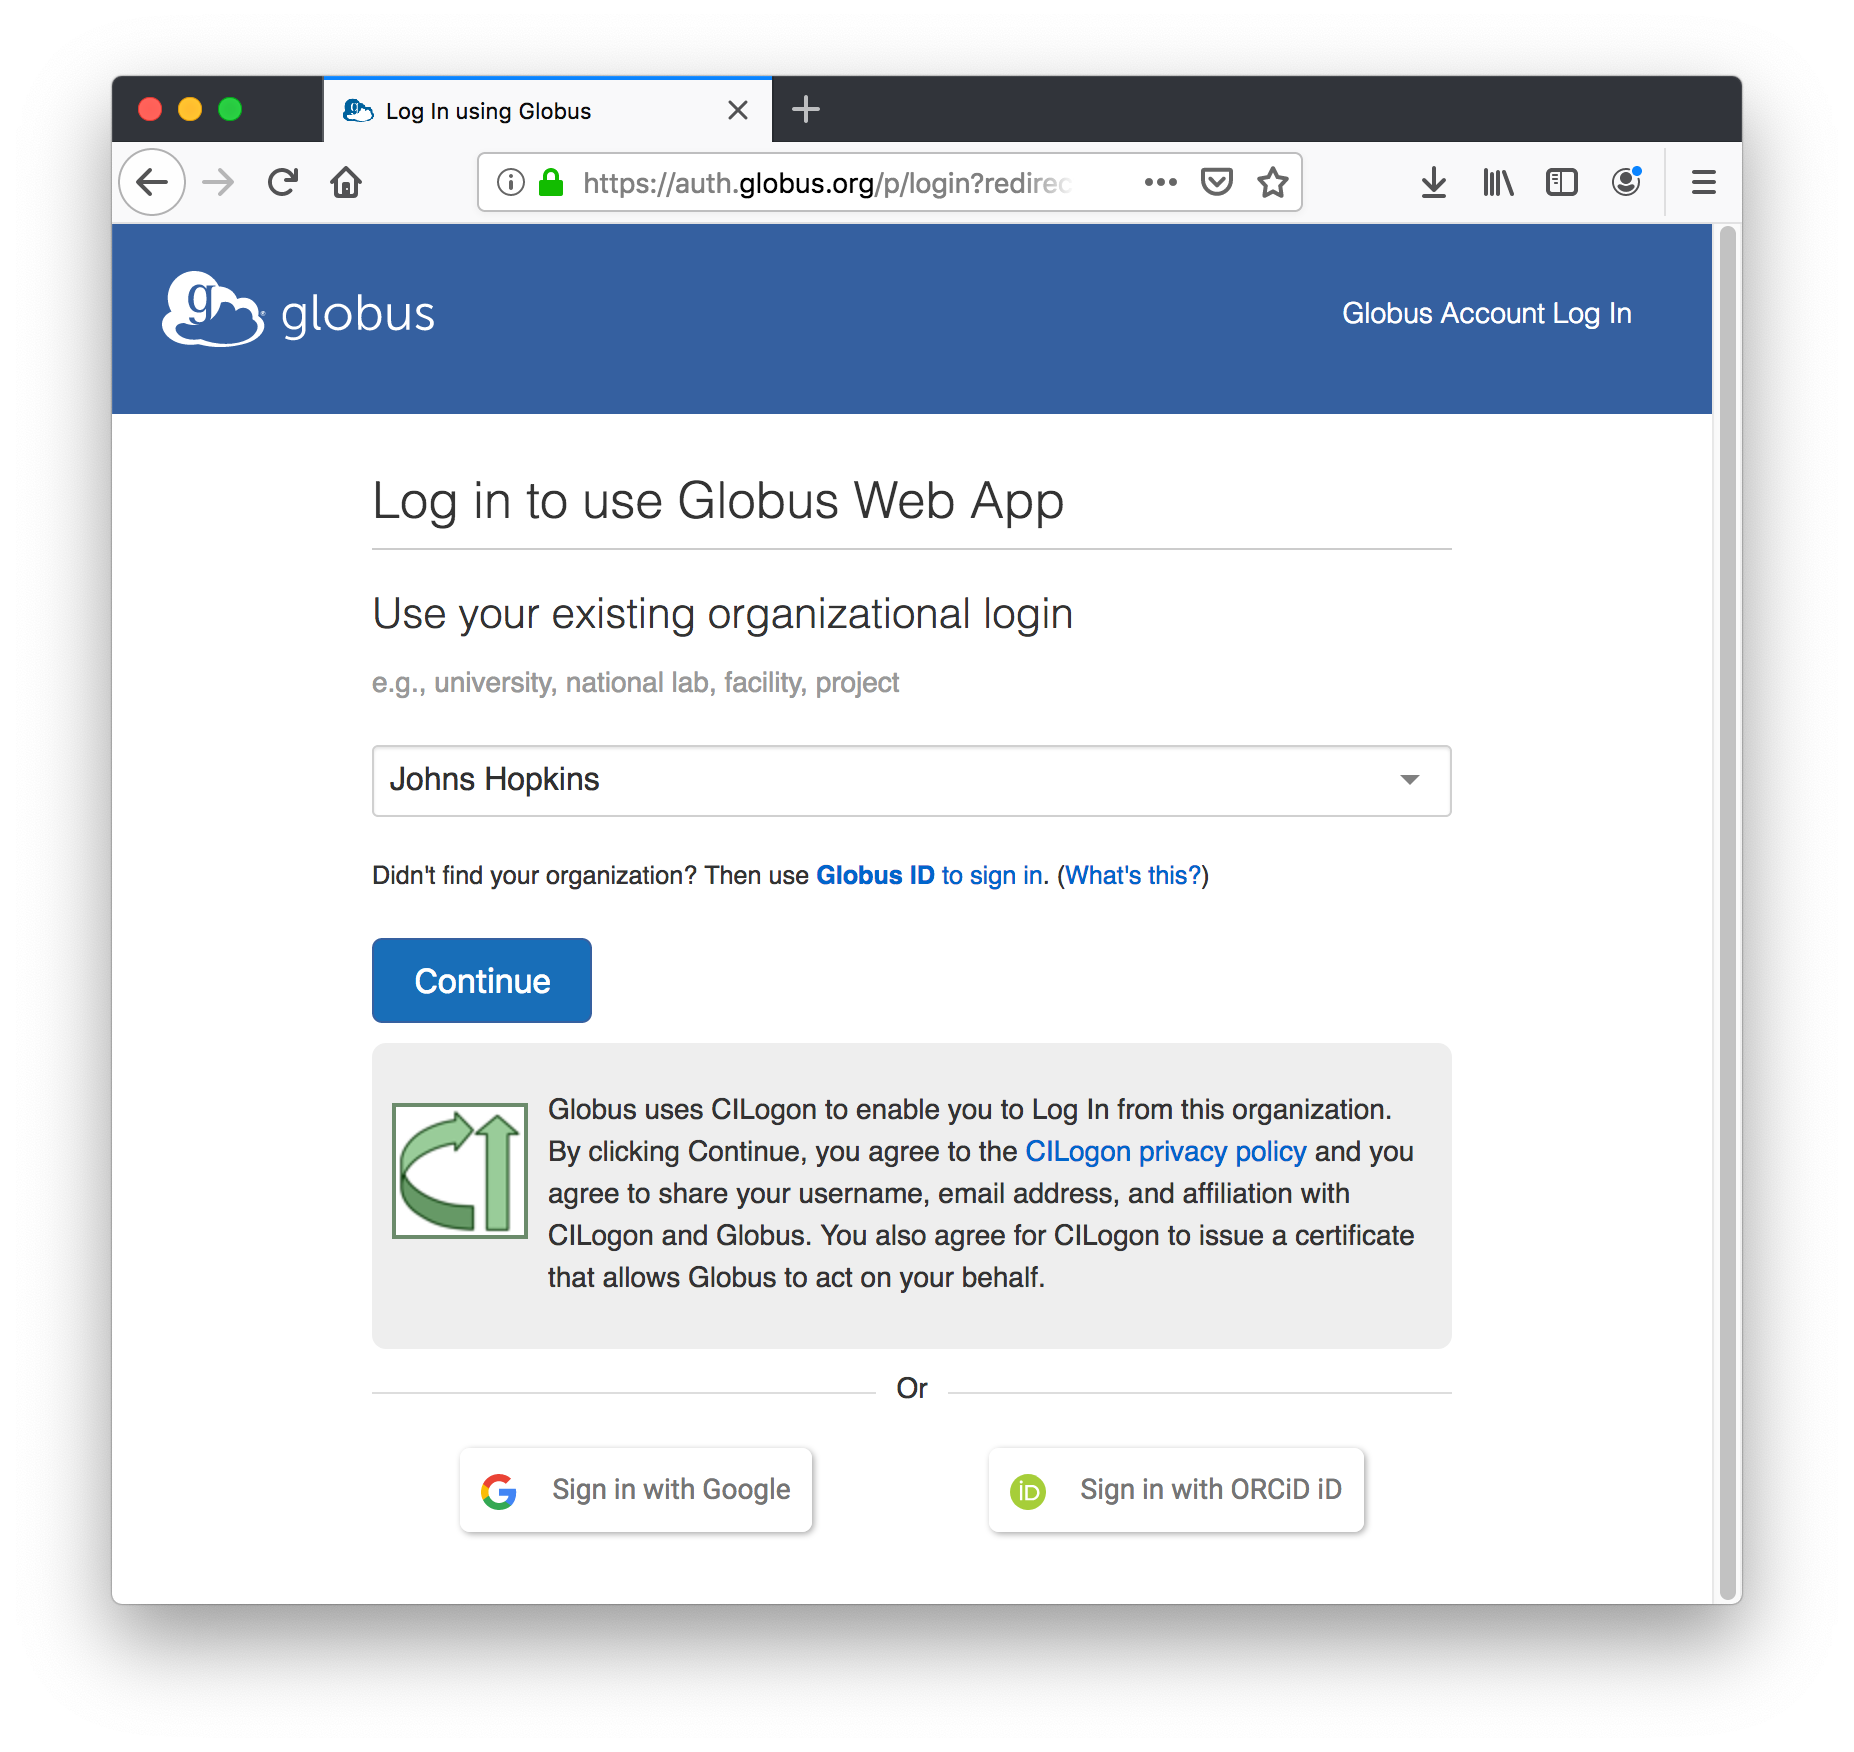 Log In using Globus
https://auth.globus.org/p/login?redirec
globus
Globus Account Log In
Log in to use Globus Web App
Use your existing organizational login
e.g., university, national lab, facility, project
Johns Hopkins
Didn't find your organization? Then use Globus ID to sign in. (What's this?)
Continue
Globus uses CILogon to enable you to Log In from this organization.
By clicking Continue, you agree to the CILogon privacy policy and you
agree to share your username, email address, and affiliation with
CILogon and Globus. You also agree for CILogon to issue a certificate
that allows Globus to act on your behalf.
Or
Sign in with Google
iD Sign in with ORCiD iD